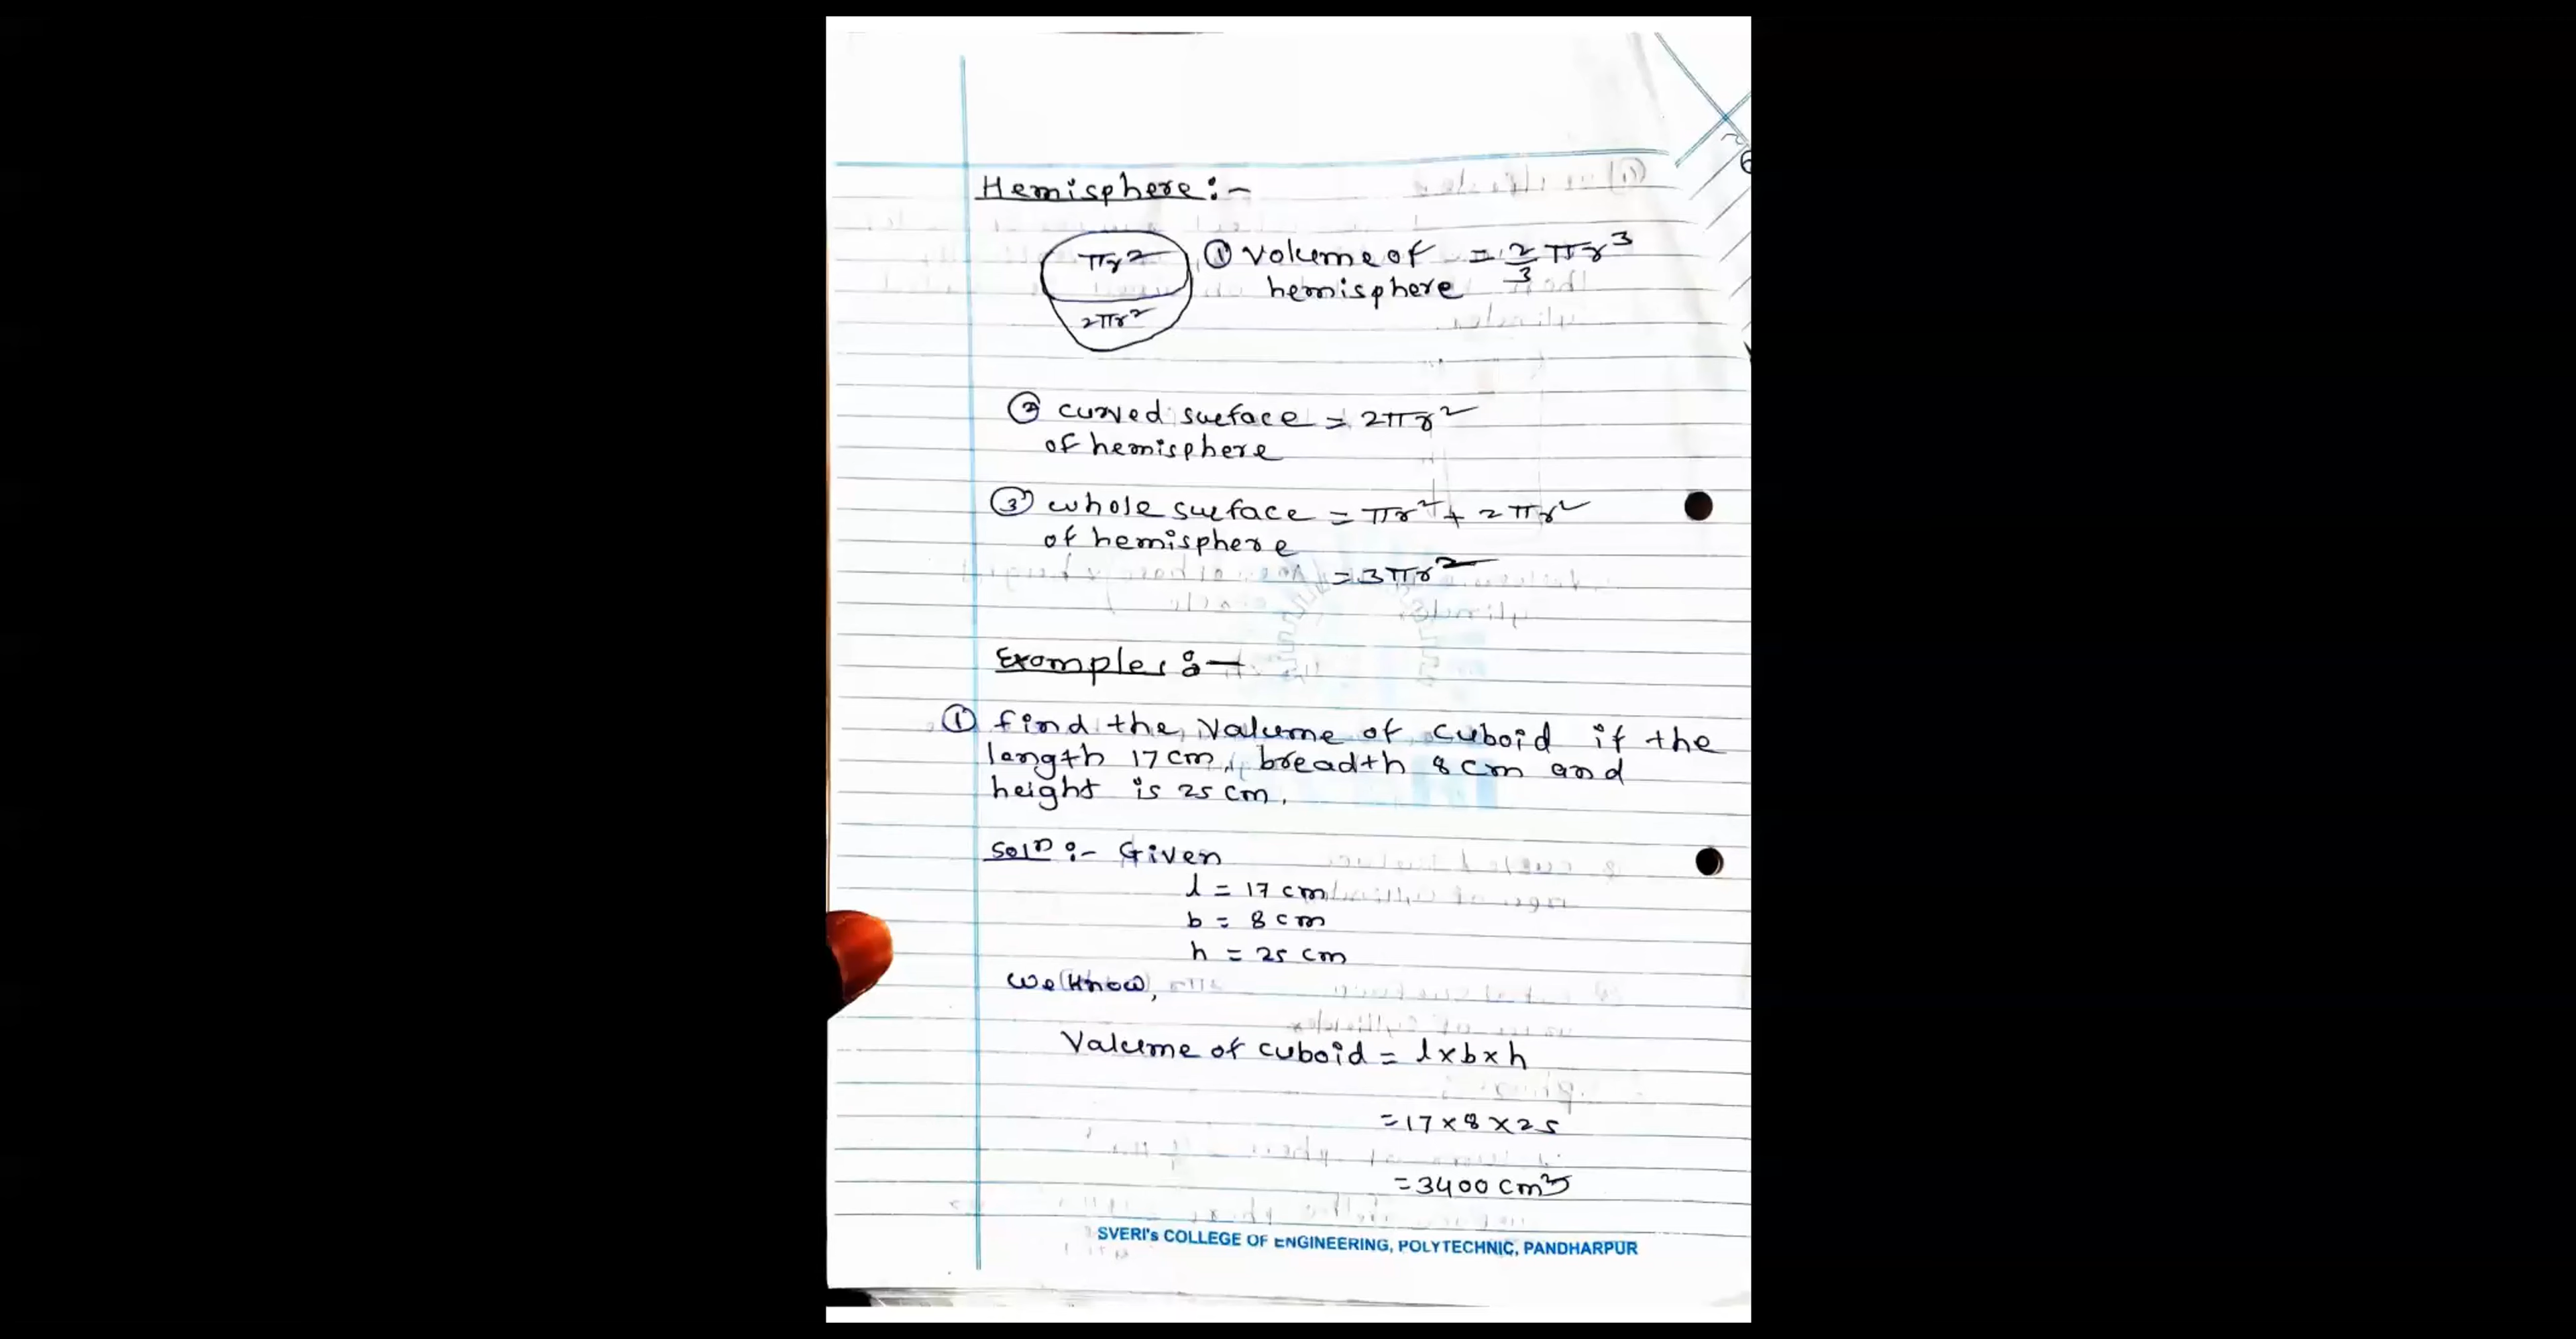 Hemisphere:-
πr²
2πr²
① Volume of = 2/3 πr³
hemisphere
② curved surface = 2πr²
of hemisphere
③ whole surface = πr² + 2πr²
of hemisphere
= 3πr²
Examples :-
① find the Valume of cuboid if the
length 17 cm, breadth 8 cm and
height is 25 cm.
Solⁿ :- Given
l = 17 cm
b = 8 cm
h = 25 cm
We know,
Valume of cuboid = l×b×h
= 17×8×25
= 3400 cm³
SVERI's COLLEGE OF ENGINEERING, POLYTECHNIC, PANDHARPUR